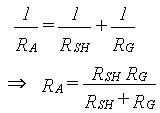 1/R_A = 1/R_SH + 1/R_G
⇒ R_A = R_SH R_G / R_SH + R_G